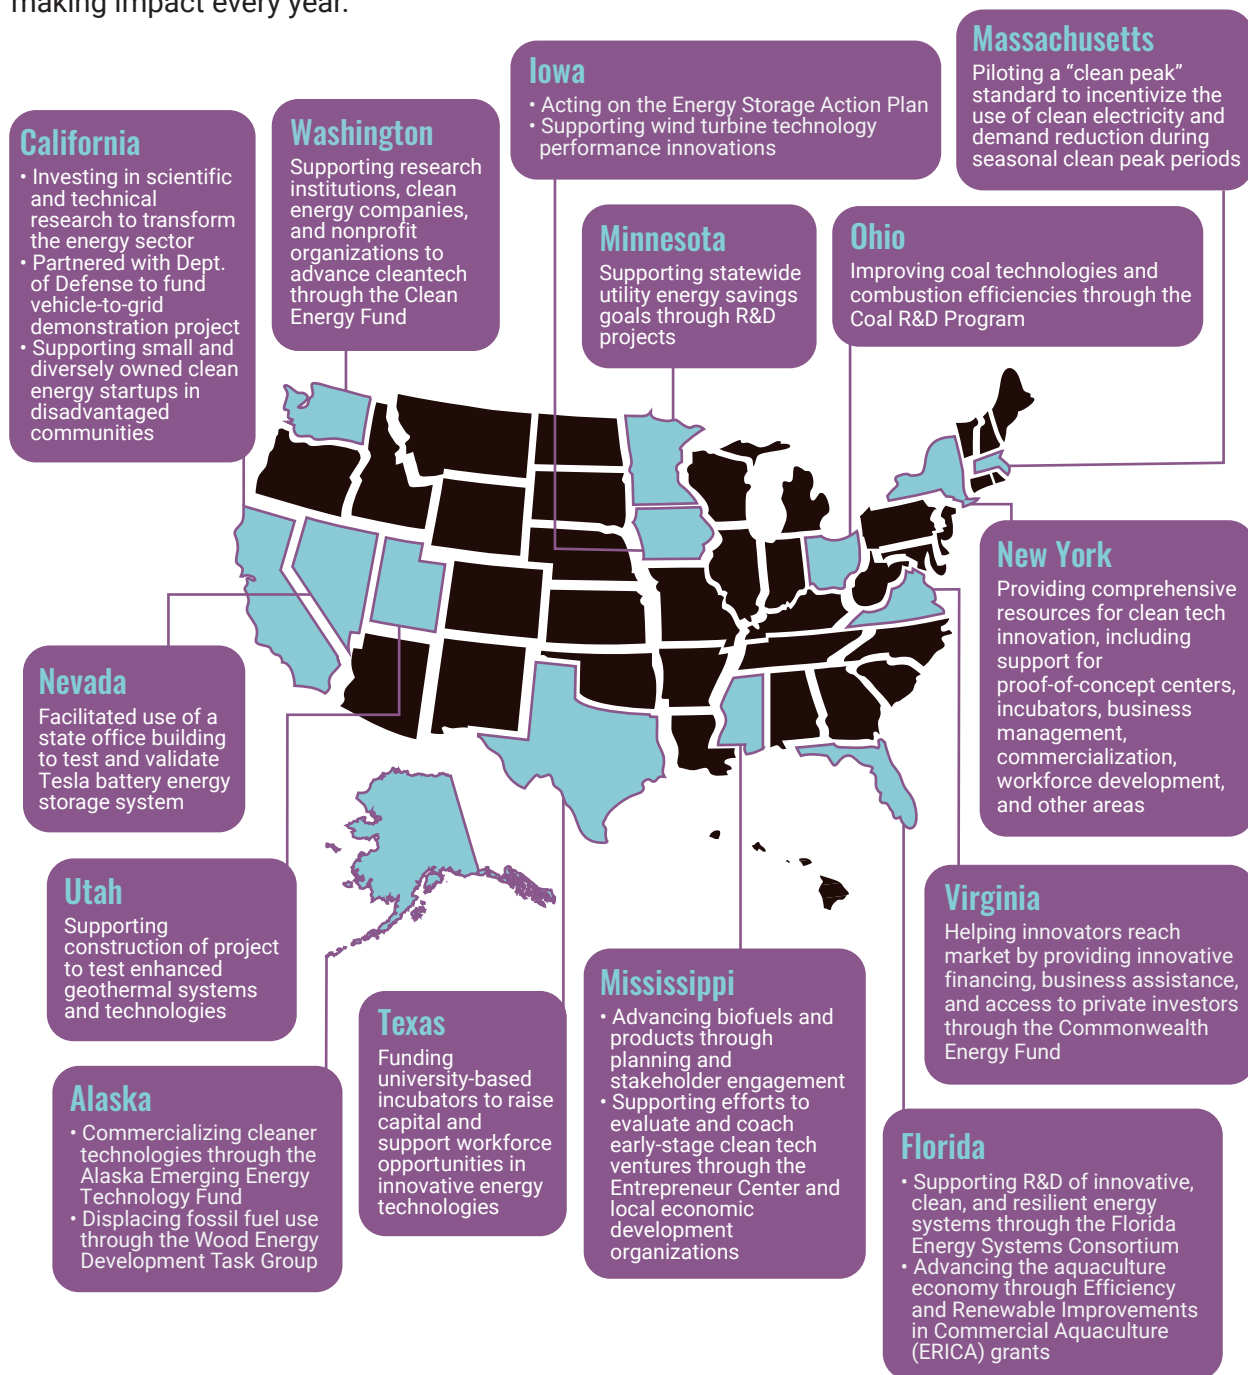 making impact every year.
Massachusetts
Piloting a “clean peak”
standard to incentivize the
use of clean electricity and
demand reduction during
seasonal clean peak periods
Iowa
• Acting on the Energy Storage Action Plan
• Supporting wind turbine technology
performance innovations
California
• Investing in scientific
and technical
research to transform
the energy sector
• Partnered with Dept.
of Defense to fund
vehicle-to-grid
demonstration project
• Supporting small and
diversely owned clean
energy startups in
disadvantaged
communities
Washington
Supporting research
institutions, clean
energy companies,
and nonprofit
organizations to
advance cleantech
through the Clean
Energy Fund
Minnesota
Supporting statewide
utility energy savings
goals through R&D
projects
Ohio
Improving coal technologies and
combustion efficiencies through the
Coal R&D Program
New York
Providing comprehensive
resources for clean tech
innovation, including
support for
proof-of-concept centers,
incubators, business
management,
commercialization,
workforce development,
and other areas
Nevada
Facilitated use of a
state office building
to test and validate
Tesla battery energy
storage system
Utah
Supporting
construction of project
to test enhanced
geothermal systems
and technologies
Virginia
Helping innovators reach
market by providing innovative
financing, business assistance,
and access to private investors
through the Commonwealth
Energy Fund
Mississippi
• Advancing biofuels and
products through
planning and
stakeholder engagement
• Supporting efforts to
evaluate and coach
early-stage clean tech
ventures through the
Entrepreneur Center and
local economic
development
organizations
Texas
Funding
university-based
incubators to raise
capital and
support workforce
opportunities in
innovative energy
technologies
Alaska
• Commercializing cleaner
technologies through the
Alaska Emerging Energy
Technology Fund
• Displacing fossil fuel use
through the Wood Energy
Development Task Group
Florida
• Supporting R&D of innovative,
clean, and resilient energy
systems through the Florida
Energy Systems Consortium
• Advancing the aquaculture
economy through Efficiency
and Renewable Improvements
in Commercial Aquaculture
(ERICA) grants